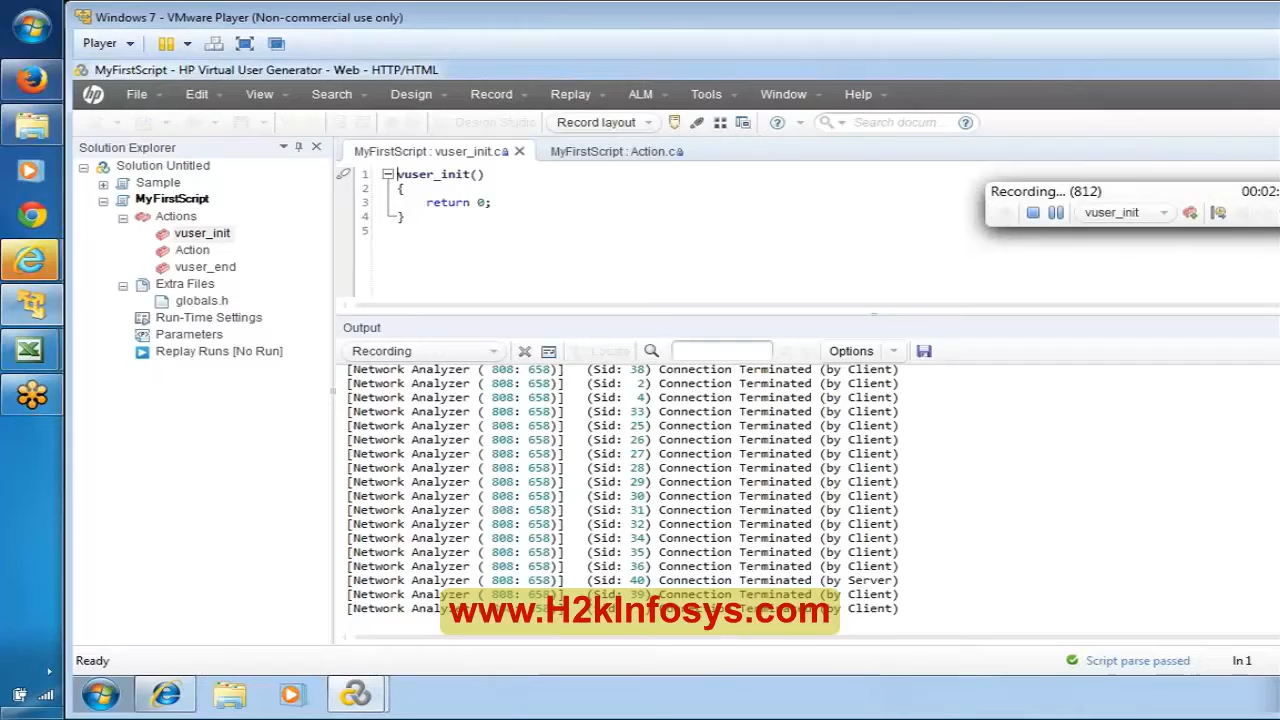 Windows 7 - VMware Player (Non-commercial use only)
Player
MyFirstScript - HP Virtual User Generator - Web - HTTP/HTML
hp File Edit View Search Design Record Replay ALM Tools Window Help
Design Studio Record layout Search docum
Solution Explorer
Solution Untitled
Sample
MyFirstScript
Actions
vuser_init
Action
vuser_end
Extra Files
globals.h
Run-Time Settings
Parameters
Replay Runs [No Run]
MyFirstScript : vuser_init.c MyFirstScript : Action.c
1 vuser_init()
2 {
3 return 0;
4 }
5
Recording... (812) 00:02:
vuser_init
Output
Recording Locate Options
[Network Analyzer ( 808: 658)] (Sid: 38) Connection Terminated (by Client)
[Network Analyzer ( 808: 658)] (Sid: 2) Connection Terminated (by Client)
[Network Analyzer ( 808: 658)] (Sid: 4) Connection Terminated (by Client)
[Network Analyzer ( 808: 658)] (Sid: 33) Connection Terminated (by Client)
[Network Analyzer ( 808: 658)] (Sid: 25) Connection Terminated (by Client)
[Network Analyzer ( 808: 658)] (Sid: 26) Connection Terminated (by Client)
[Network Analyzer ( 808: 658)] (Sid: 27) Connection Terminated (by Client)
[Network Analyzer ( 808: 658)] (Sid: 28) Connection Terminated (by Client)
[Network Analyzer ( 808: 658)] (Sid: 29) Connection Terminated (by Client)
[Network Analyzer ( 808: 658)] (Sid: 30) Connection Terminated (by Client)
[Network Analyzer ( 808: 658)] (Sid: 31) Connection Terminated (by Client)
[Network Analyzer ( 808: 658)] (Sid: 32) Connection Terminated (by Client)
[Network Analyzer ( 808: 658)] (Sid: 34) Connection Terminated (by Client)
[Network Analyzer ( 808: 658)] (Sid: 35) Connection Terminated (by Client)
[Network Analyzer ( 808: 658)] (Sid: 36) Connection Terminated (by Client)
[Network Analyzer ( 808: 658)] (Sid: 40) Connection Terminated (by Server)
[Network Analyzer ( 808: 658)] (Sid: 39) Connection Terminated (by Client)
[Network Analyzer Connection Terminated (by Client)
www.H2kInfosys.com
Ready Script parse passed ln 1